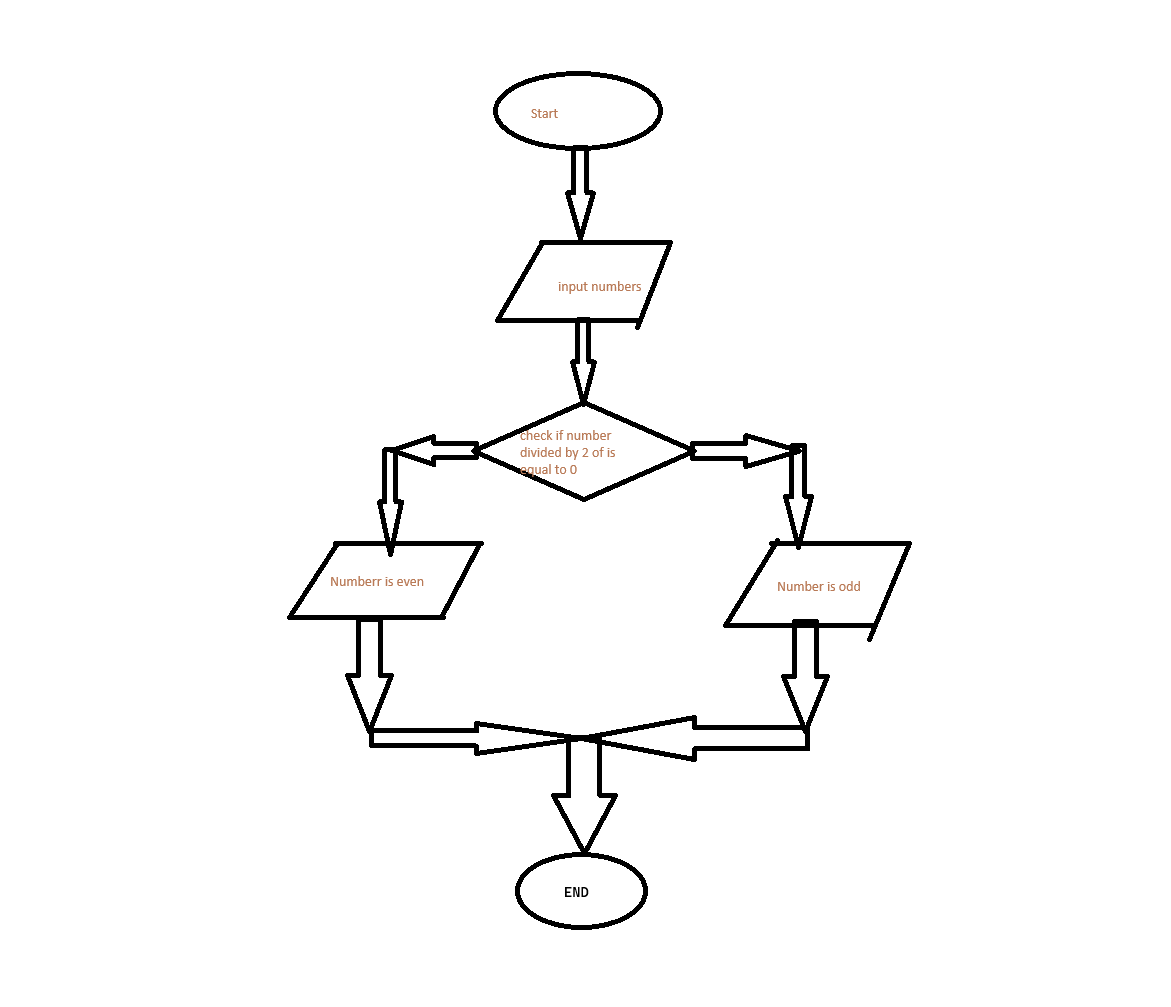 Start
input numbers
check if number
divided by 2 of is
equal to 0
Numberr is even
Number is odd
END